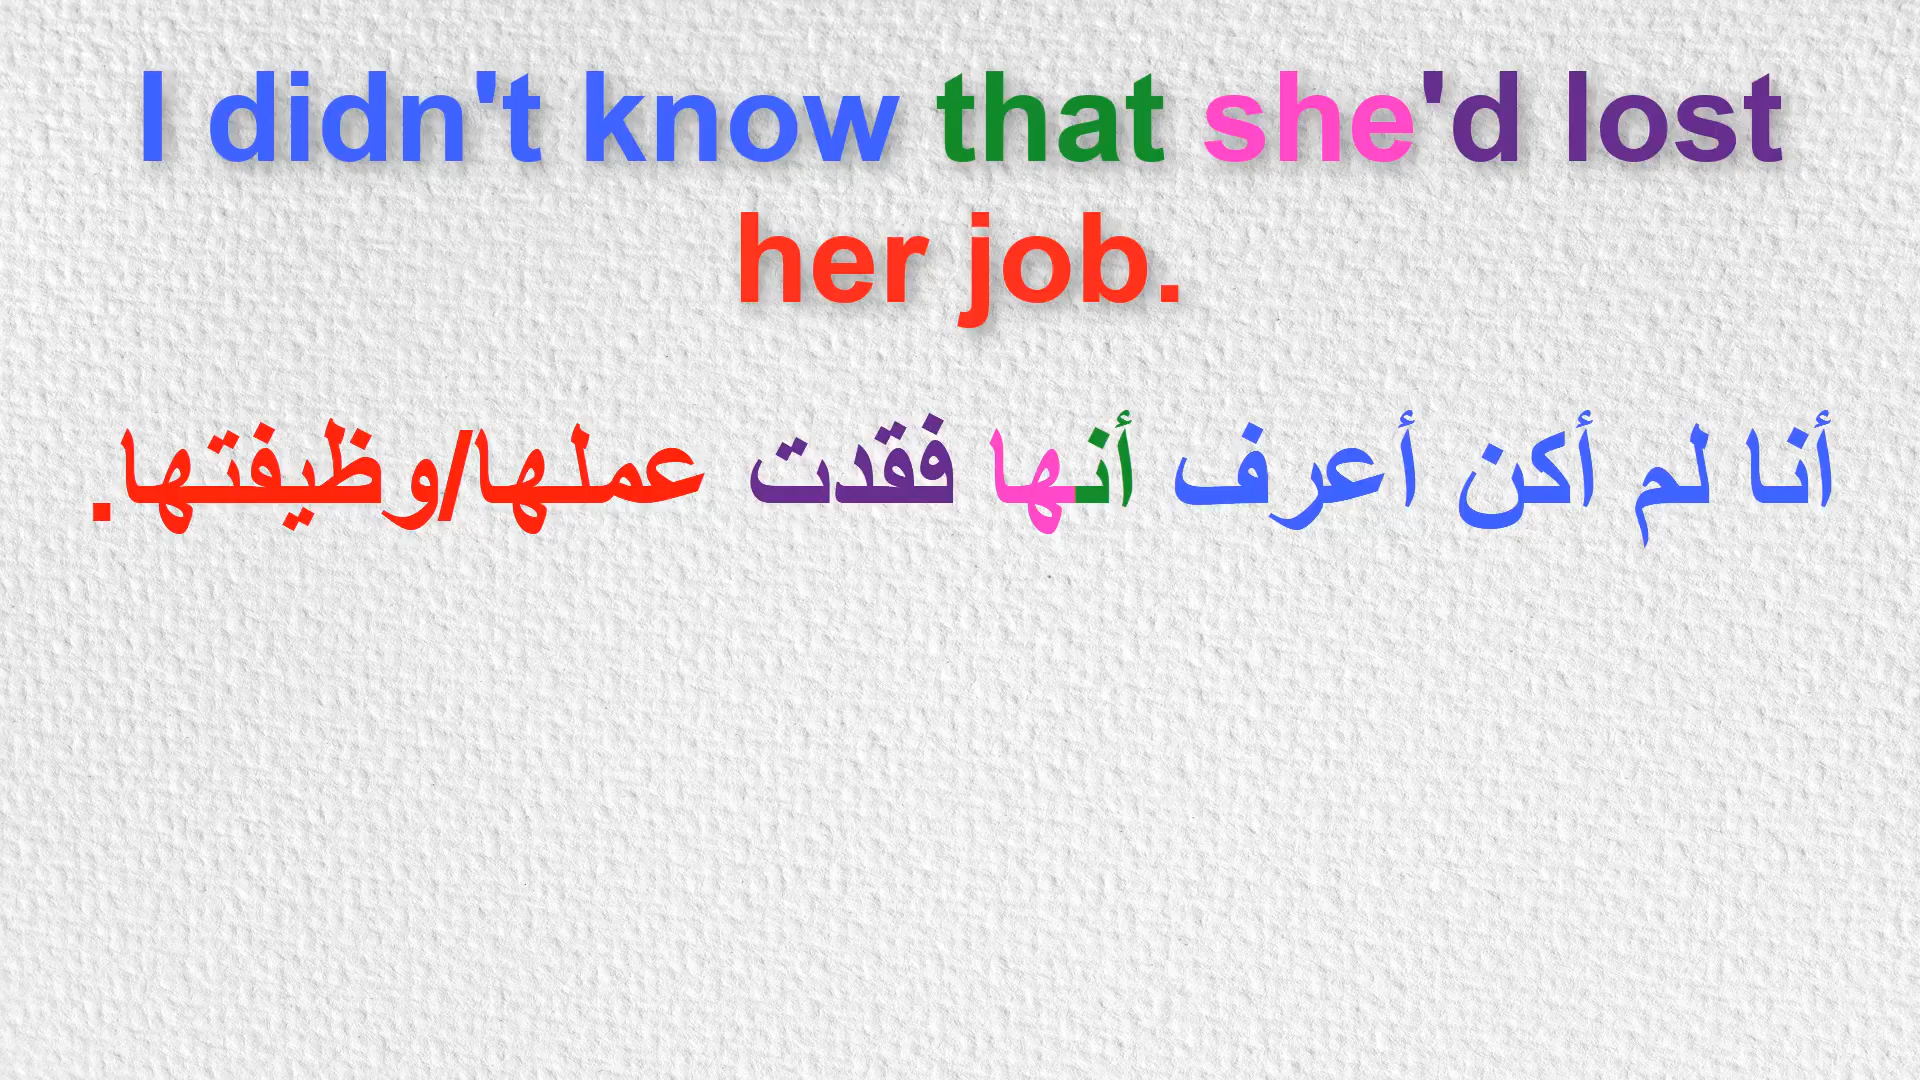 I didn't know that she'd lost
her job.
أنا لم أكن أعرف أنها فقدت عملها/وظيفتها.